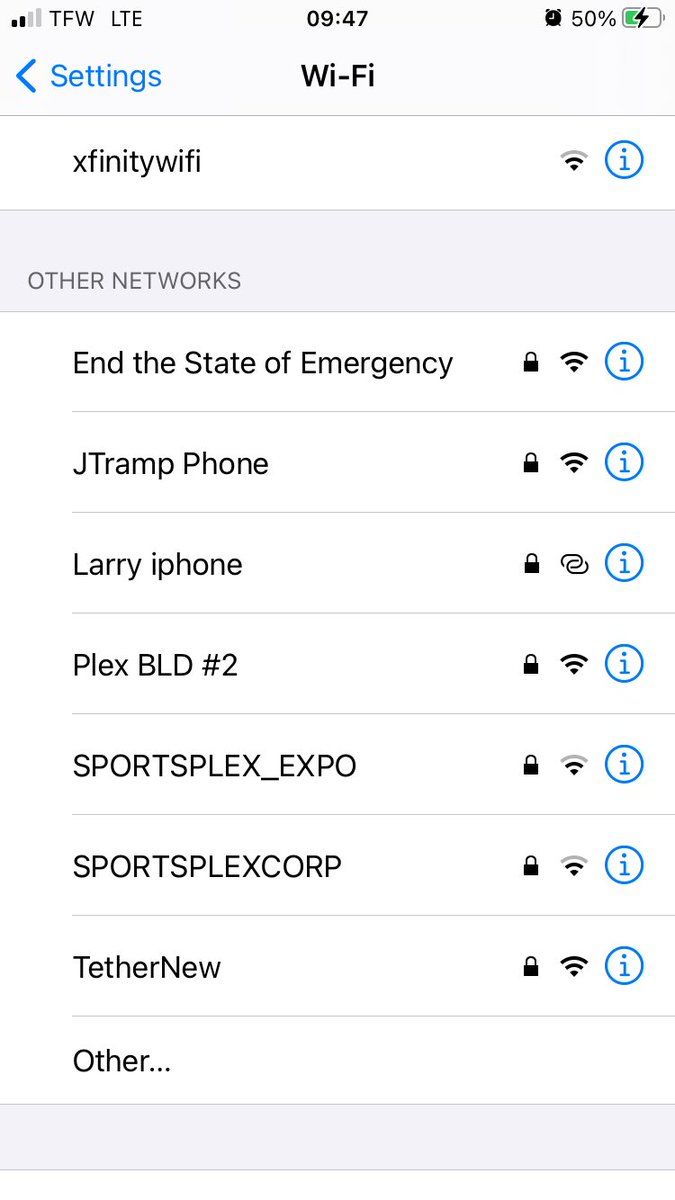 TFW LTE 09:47 50%
Settings Wi-Fi
xfinitywifi
OTHER NETWORKS
End the State of Emergency
JTramp Phone
Larry iphone
Plex BLD #2
SPORTSPLEX_EXPO
SPORTSPLEXCORP
TetherNew
Other...